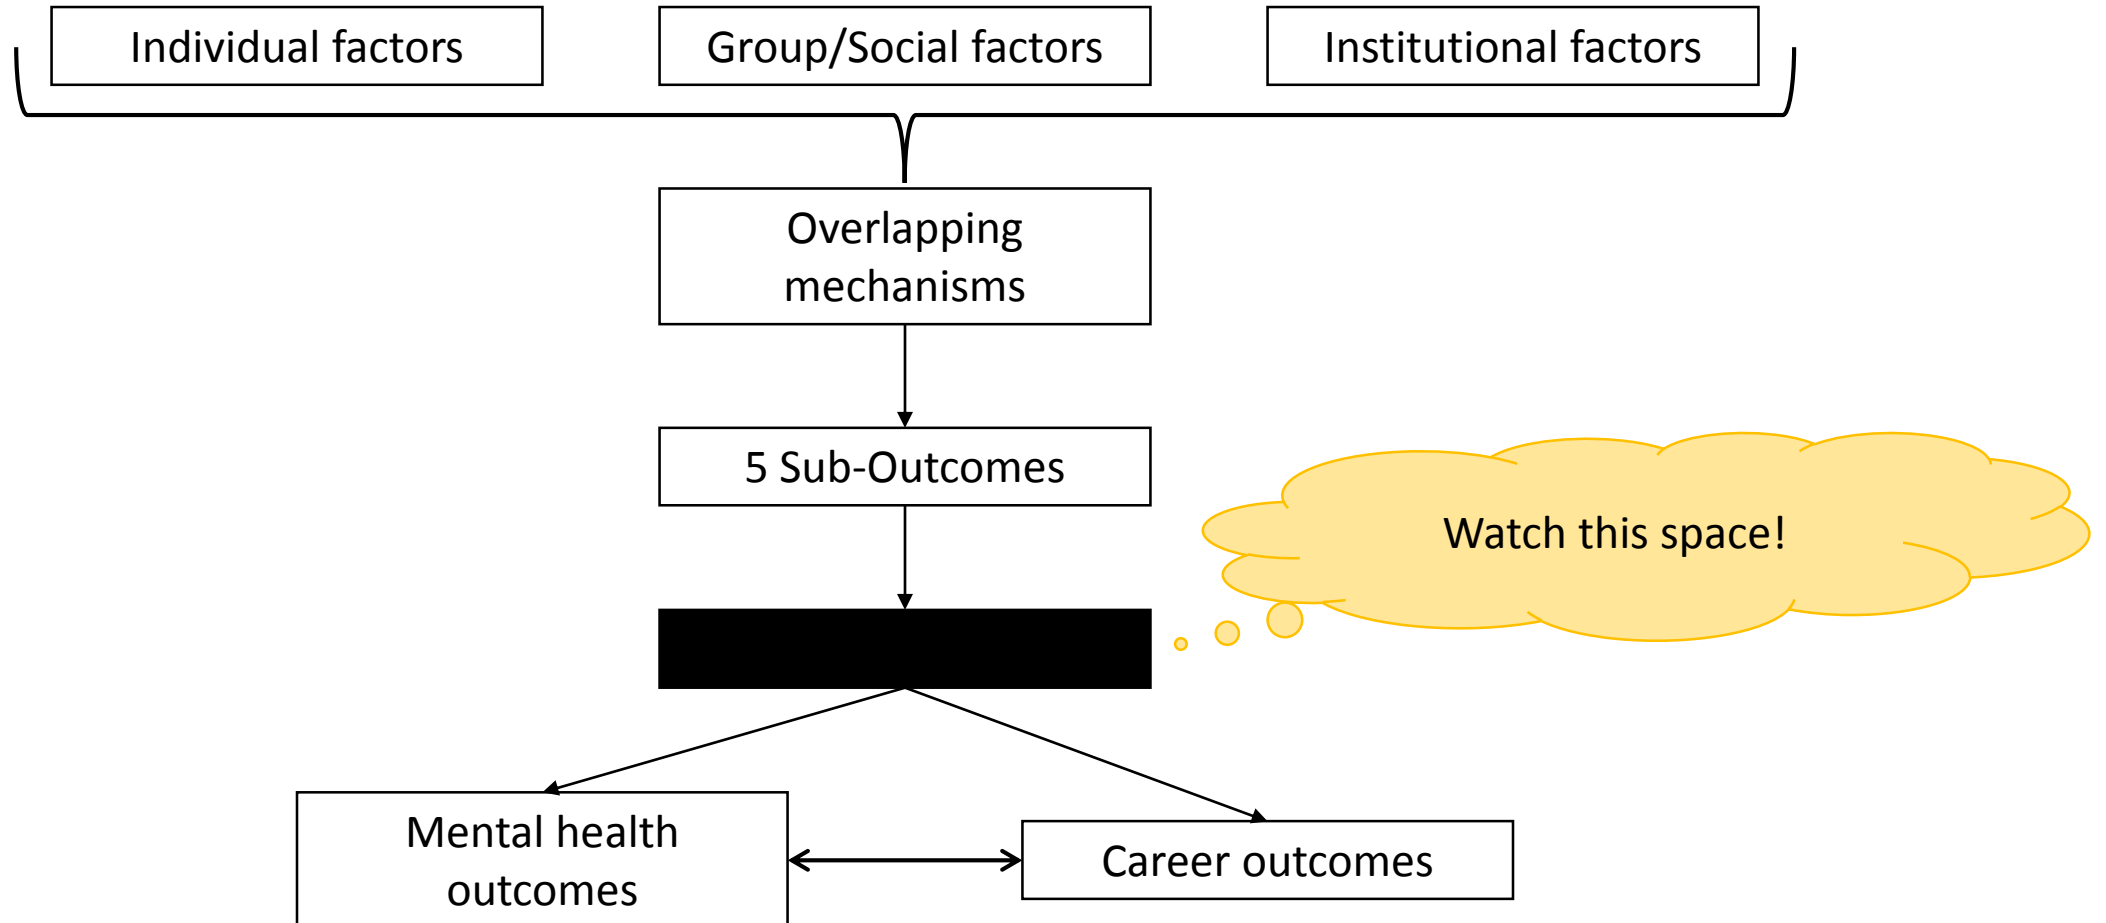 Individual factors
Group/Social factors
Institutional factors
Overlapping
mechanisms
5 Sub-Outcomes
Watch this space!
Mental health
outcomes
Career outcomes